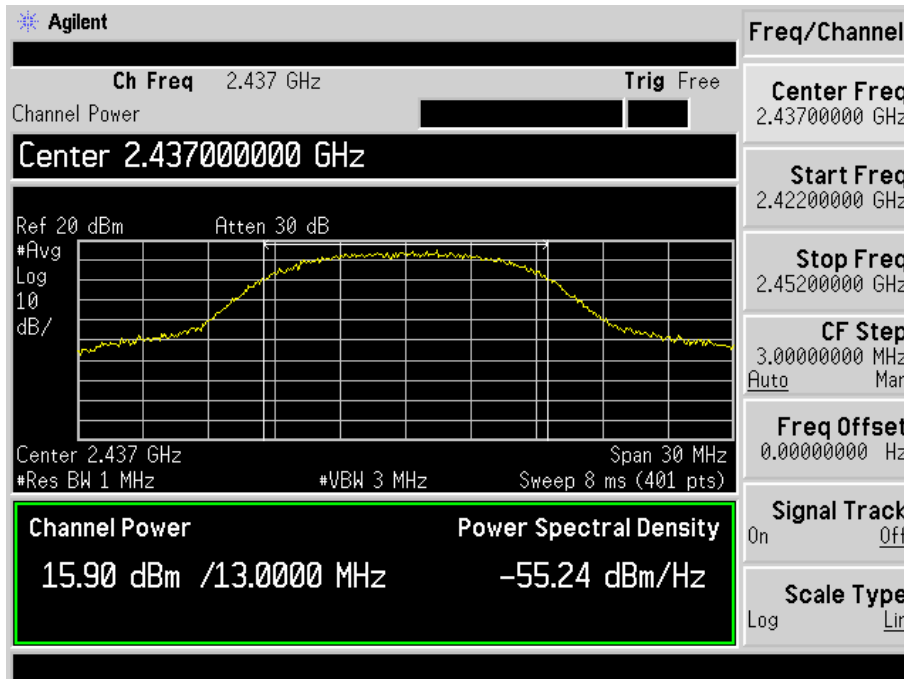 Agilent
Freq/Channel
Ch Freq 2.437 GHz Trig Free
Channel Power
Center 2.437000000 GHz
Ref 20 dBm Atten 30 dB
#Avg
Log
10
dB/
Center 2.437 GHz Span 30 MHz
#Res BW 1 MHz #VBW 3 MHz Sweep 8 ms (401 pts)
Channel Power Power Spectral Density
15.90 dBm /13.0000 MHz -55.24 dBm/Hz
Center Freq
2.43700000 GHz
Start Freq
2.42200000 GHz
Stop Freq
2.45200000 GHz
CF Step
3.00000000 MHz
Auto Man
Freq Offset
0.00000000 Hz
Signal Track
On Off
Scale Type
Log Lin